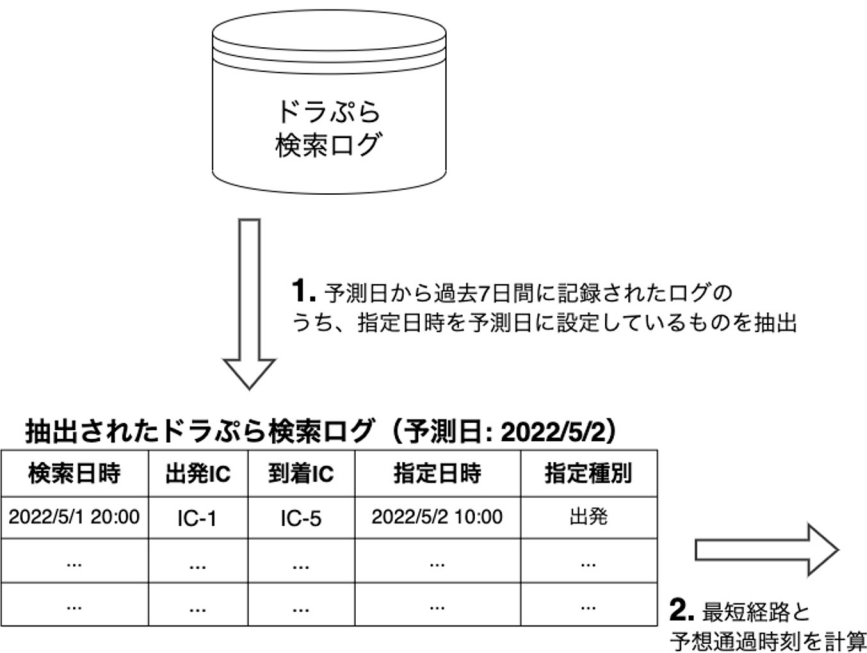 ドラぷら
検索ログ
1. 予測日から過去7日間に記録されたログの
うち、指定日時を予測日に設定しているものを抽出
抽出されたドラぷら検索ログ（予測日: 2022/5/2）
検索日時 出発IC 到着IC 指定日時 指定種別
2022/5/1 20:00 IC-1 IC-5 2022/5/2 10:00 出発
... ... ... ... ...
... ... ... ... ...
2. 最短経路と
予想通過時刻を計算